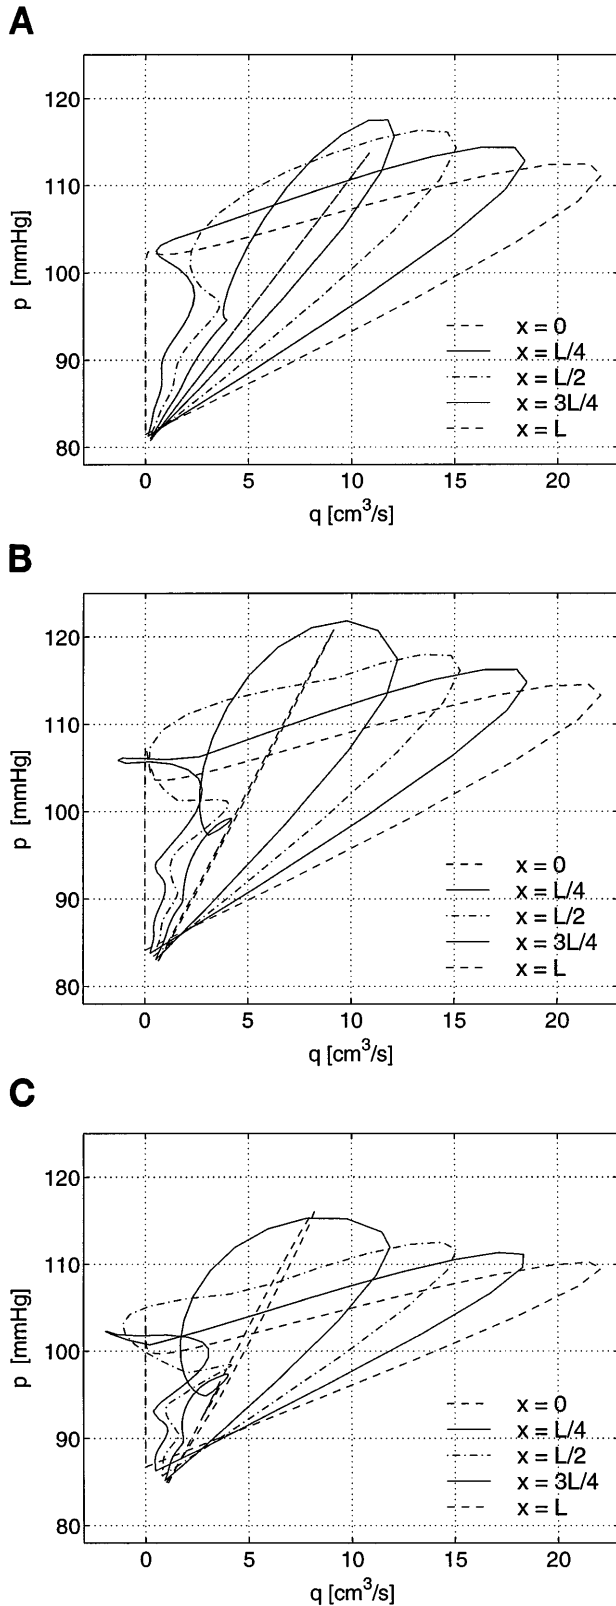 A
120
110
100
90
80
p [mmHg]
x = 0
x = L/4
x = L/2
x = 3L/4
x = L
0 5 10 15 20
q [cm³/s]
B
120
110
100
90
80
p [mmHg]
x = 0
x = L/4
x = L/2
x = 3L/4
x = L
0 5 10 15 20
q [cm³/s]
C
120
110
100
90
80
p [mmHg]
x = 0
x = L/4
x = L/2
x = 3L/4
x = L
0 5 10 15 20
q [cm³/s]